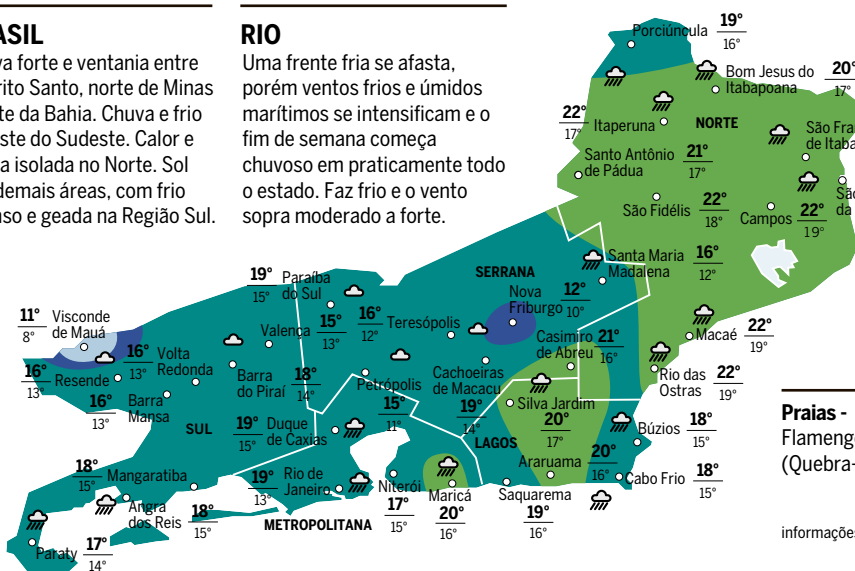 ASIL
va forte e ventania entre
rito Santo, norte de Minas
te da Bahia. Chuva e frio
ste do Sudeste. Calor e
a isolada no Norte. Sol
demais áreas, com frio
nso e geada na Região Sul.
RIO
Uma frente fria se afasta,
porém ventos frios e úmidos
marítimos se intensificam e o
fim de semana começa
chuvoso em praticamente todo
o estado. Faz frio e o vento
sopra moderado a forte.
Porciúncula 19°
16°
Bom Jesus do
Itabapoana
20°
17°
22°
17°
Itaperuna
NORTE
São Fra
de Itaba
Santo Antônio
de Pádua
21°
17°
São Fidélis
22°
18°
Campos
22°
19°
São
da
Santa Maria
Madalena
16°
12°
SERRANA
Nova
Friburgo
12°
10°
19°
15°
Paraíba
do Sul
11°
8°
Visconde
de Mauá
Valença
15°
13°
16°
12°
Teresópolis
Casimiro
de Abreu
21°
16°
Macaé
22°
19°
16°
13°
Volta
Redonda
16°
13°
Resende
Barra
do Piraí
18°
14°
Petrópolis
15°
11°
Cachoeiras
de Macacu
19°
14°
Rio das
Ostras
22°
19°
16°
13°
Barra
Mansa
SUL
19°
15°
Duque
de Caxias
LAGOS
Silva Jardim
20°
17°
Búzios
18°
15°
Araruama
20°
16°
Cabo Frio
18°
15°
18°
15°
Mangaratiba
19°
13°
Rio de
Janeiro
Niterói
17°
15°
Maricá
20°
16°
Saquarema
19°
16°
Angra
dos Reis
18°
15°
METROPOLITANA
Paraty
17°
14°
Praias -
Flameng
(Quebra-
informações